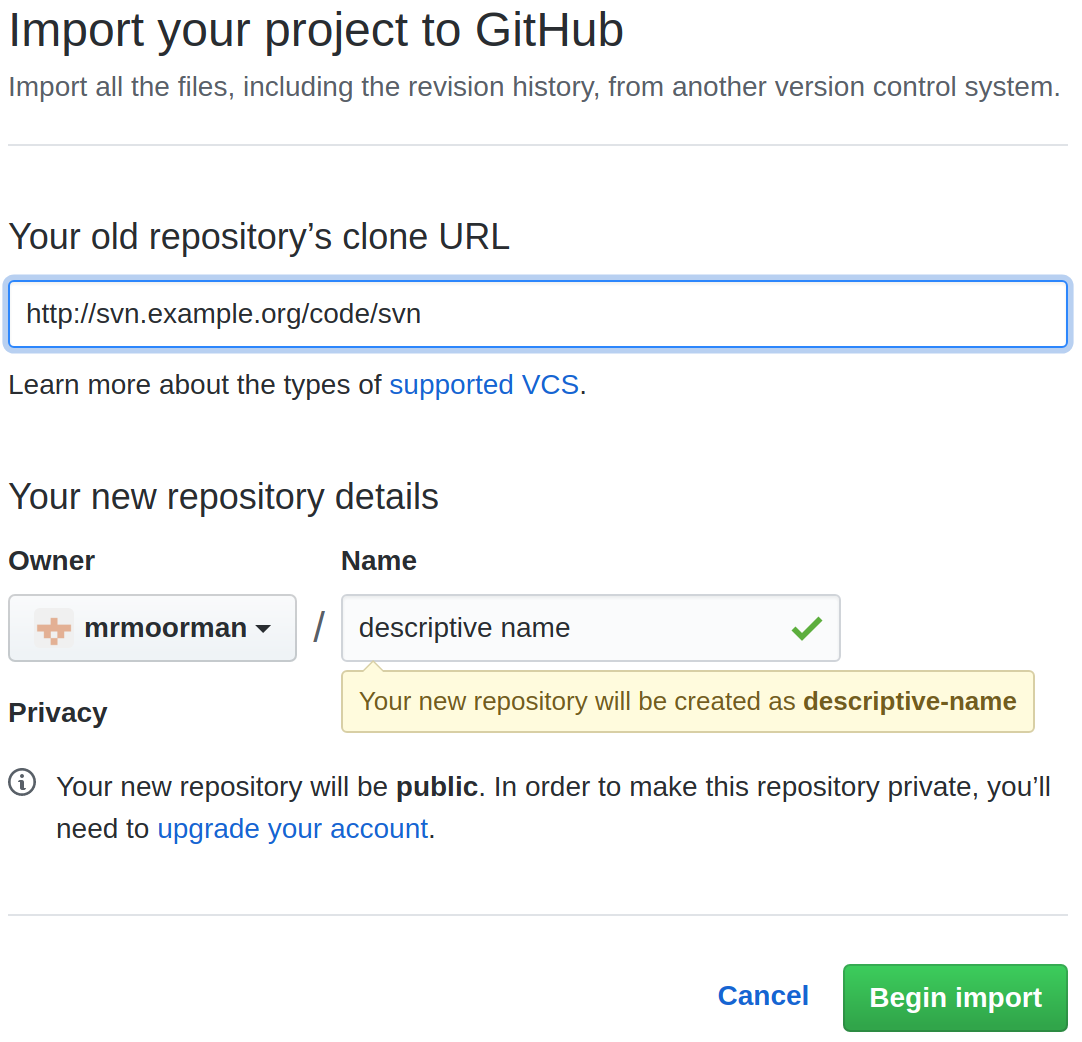 Import your project to GitHub
Import all the files, including the revision history, from another version control system.
Your old repository’s clone URL
http://svn.example.org/code/svn
Learn more about the types of supported VCS.
Your new repository details
Owner
Name
mrmoorman
/
descriptive name
Your new repository will be created as descriptive-name
Privacy
Your new repository will be public. In order to make this repository private, you’ll
need to upgrade your account.
Cancel
Begin import